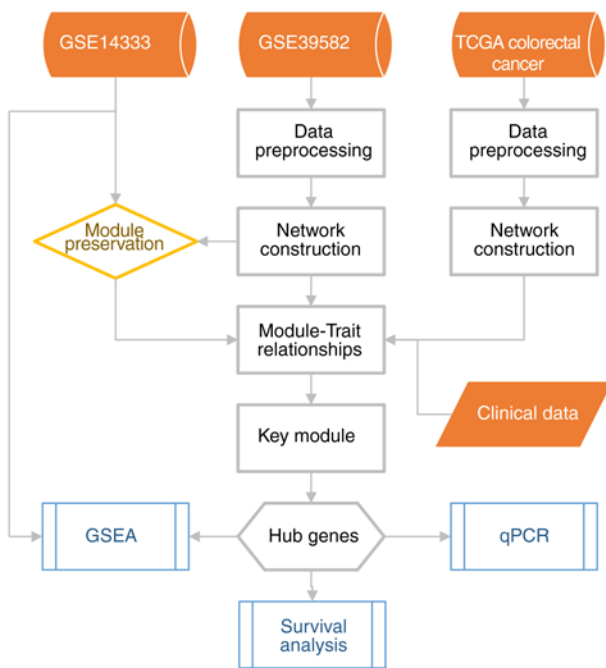 GSE14333
GSE39582
TCGA colorectal
cancer
Data
preprocessing
Data
preprocessing
Module
preservation
Network
construction
Network
construction
Module-Trait
relationships
Clinical data
Key module
GSEA
Hub genes
qPCR
Survival
analysis